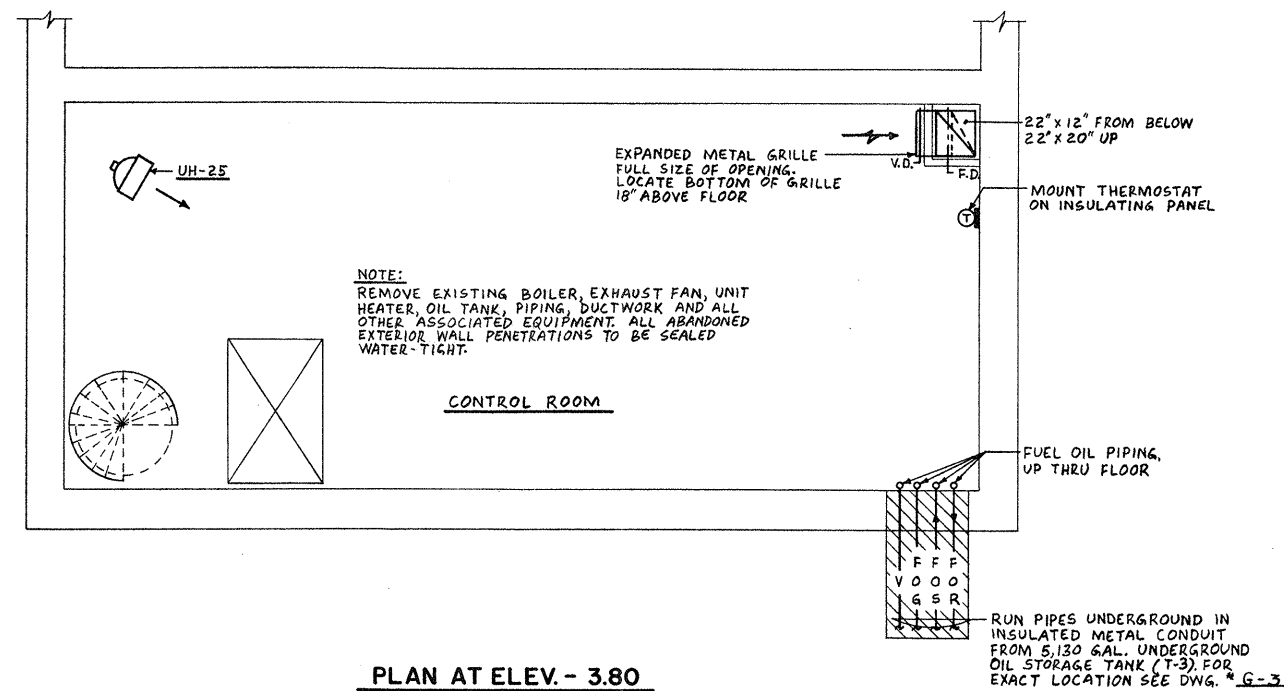 22" x 12" FROM BELOW
22" x 20" UP
EXPANDED METAL GRILLE
FULL SIZE OF OPENING.
LOCATE BOTTOM OF GRILLE
18" ABOVE FLOOR
V.D.
F.D.
UH-25
T
MOUNT THERMOSTAT
ON INSULATING PANEL
NOTE:
REMOVE EXISTING BOILER, EXHAUST FAN, UNIT
HEATER, OIL TANK, PIPING, DUCTWORK AND ALL
OTHER ASSOCIATED EQUIPMENT. ALL ABANDONED
EXTERIOR WALL PENETRATIONS TO BE SEALED
WATER-TIGHT.
CONTROL ROOM
FUEL OIL PIPING,
UP THRU FLOOR
V
FOG
FOS
FOR
RUN PIPES UNDERGROUND IN
INSULATED METAL CONDUIT
FROM 5,130 GAL. UNDERGROUND
OIL STORAGE TANK (T-3). FOR
EXACT LOCATION SEE DWG. # G-3
PLAN AT ELEV. - 3.80